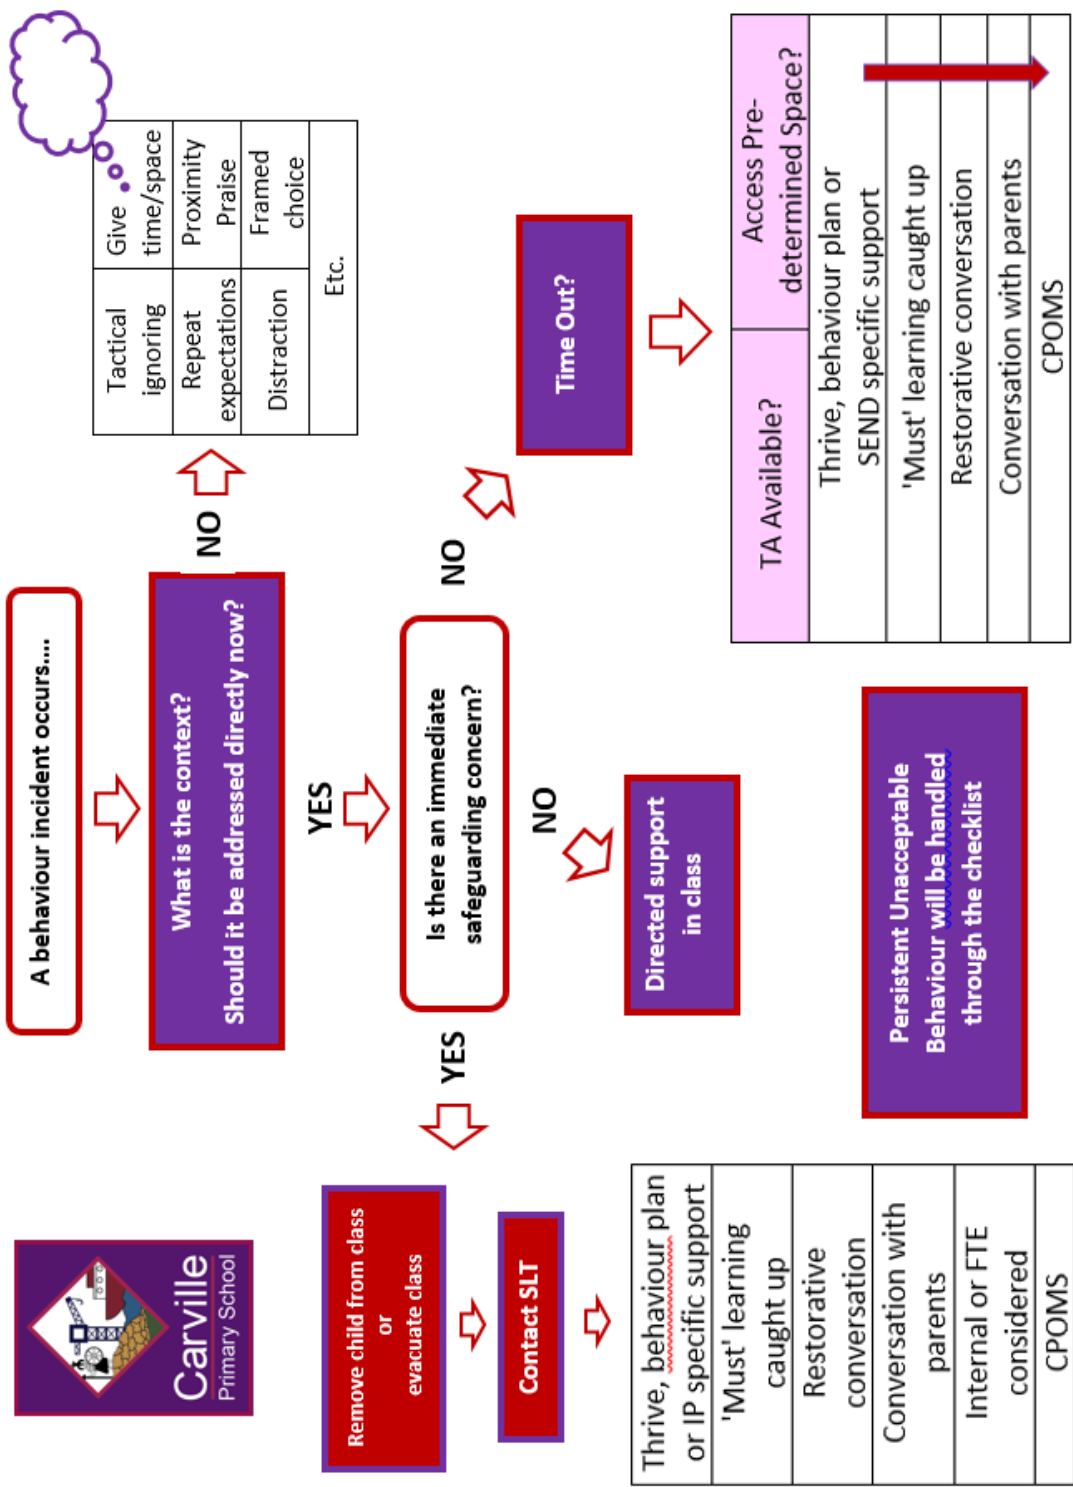 Carville
Primary School
A behaviour incident occurs....
What is the context?
Should it be addressed directly now?
NO
Tactical
ignoring
Give
time/space
Repeat
expectations
Proximity
Praise
Distraction
Framed
choice
Etc.
YES
Is there an immediate
safeguarding concern?
YES
NO
NO
Remove child from class
or
evacuate class
Contact SLT
Thrive, behaviour plan
or IP specific support
'Must' learning
caught up
Restorative
conversation
Conversation with
parents
Internal or FTE
considered
CPOMS
Directed support
in class
Persistent Unacceptable
Behaviour will be handled
through the checklist
Time Out?
TA Available?
Access Pre-
determined Space?
Thrive, behaviour plan or
SEND specific support
'Must' learning caught up
Restorative conversation
Conversation with parents
CPOMS